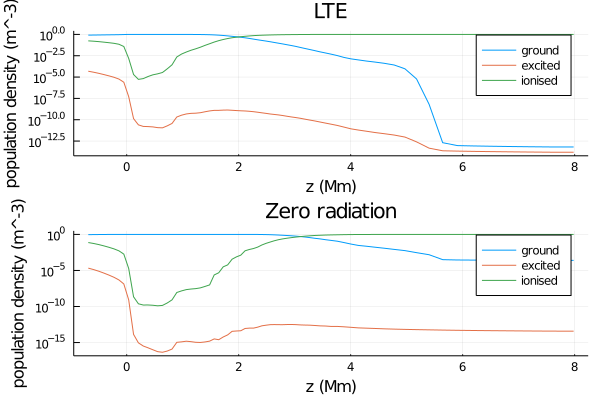 LTE
population density (m^-3)
10^0.0
10^-2.5
10^-5.0
10^-7.5
10^-10.0
10^-12.5
ground
excited
ionised
0 2 4 6 8
z (Mm)
Zero radiation
population density (m^-3)
10^0
10^-5
10^-10
10^-15
ground
excited
ionised
0 2 4 6 8
z (Mm)